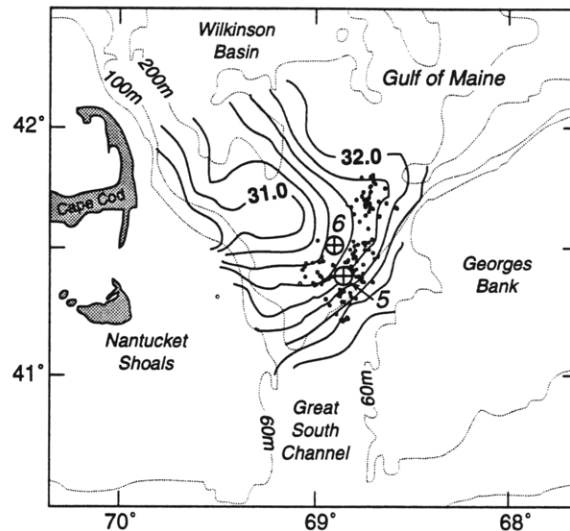 Wilkinson
Basin
Gulf of Maine
200m
100m
42°
32.0
31.0
Cape Cod
6
5
Georges
Bank
Nantucket
Shoals
41°
60m
60m
Great
South
Channel
70°
69°
68°